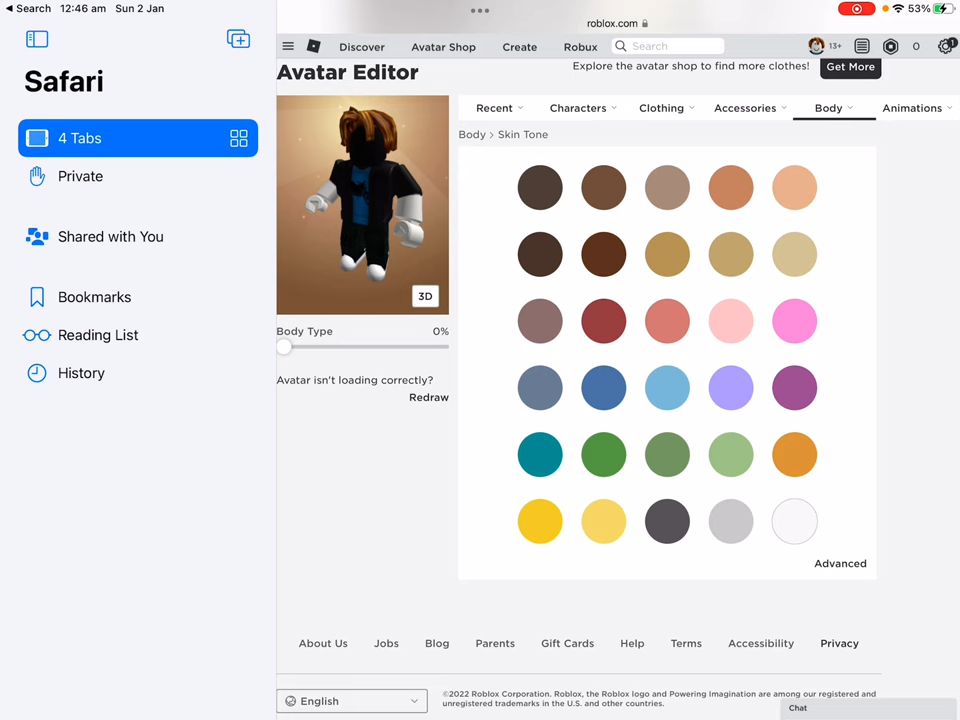 Search 12:46 am Sun 2 Jan
53%
roblox.com
Safari
4 Tabs
Private
Shared with You
Bookmarks
Reading List
History
Discover Avatar Shop Create Robux Search 13+ 0 1
Avatar Editor
Explore the avatar shop to find more clothes! Get More
Recent Characters Clothing Accessories Body Animations
Body > Skin Tone
3D
Body Type 0%
Avatar isn't loading correctly?
Redraw
Advanced
About Us Jobs Blog Parents Gift Cards Help Terms Accessibility Privacy
English
©2022 Roblox Corporation. Roblox, the Roblox logo and Powering Imagination are among our registered and
unregistered trademarks in the U.S. and other countries.
Chat